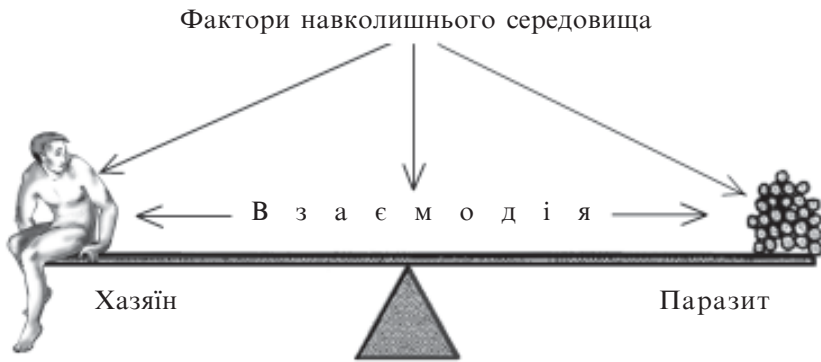 Фактори навколишнього середовища
В з а є м о д і я
Хазяїн
Паразит